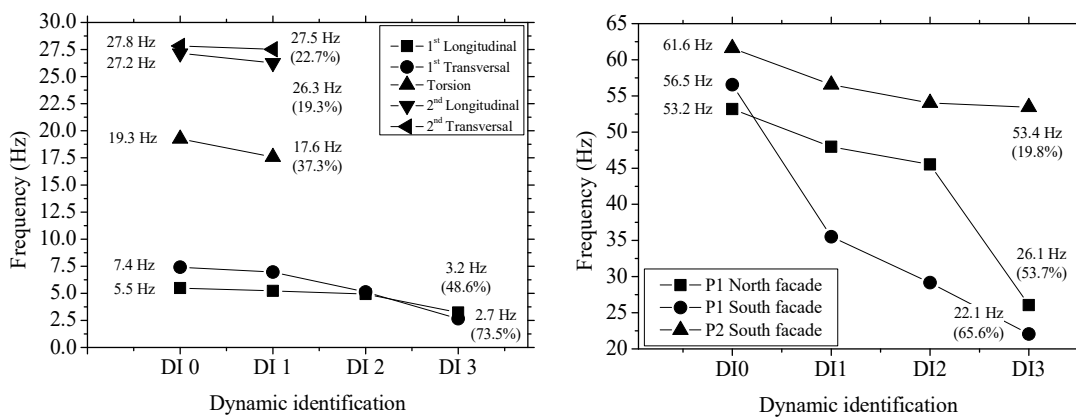 30.0
27.5
25.0
22.5
20.0
17.5
15.0
12.5
10.0
7.5
5.0
2.5
0.0
Frequency (Hz)
27.8 Hz
27.2 Hz
19.3 Hz
7.4 Hz
5.5 Hz
27.5 Hz
(22.7%)
26.3 Hz
(19.3%)
17.6 Hz
(37.3%)
3.2 Hz
(48.6%)
2.7 Hz
(73.5%)
1st Longitudinal
1st Transversal
Torsion
2nd Longitudinal
2nd Transversal
DI 0
DI 1
DI 2
DI 3
Dynamic identification
65
60
55
50
45
40
35
30
25
20
Frequency (Hz)
61.6 Hz
56.5 Hz
53.2 Hz
53.4 Hz
(19.8%)
26.1 Hz
(53.7%)
22.1 Hz
(65.6%)
P1 North facade
P1 South facade
P2 South facade
DI0
DI1
DI2
DI3
Dynamic identification